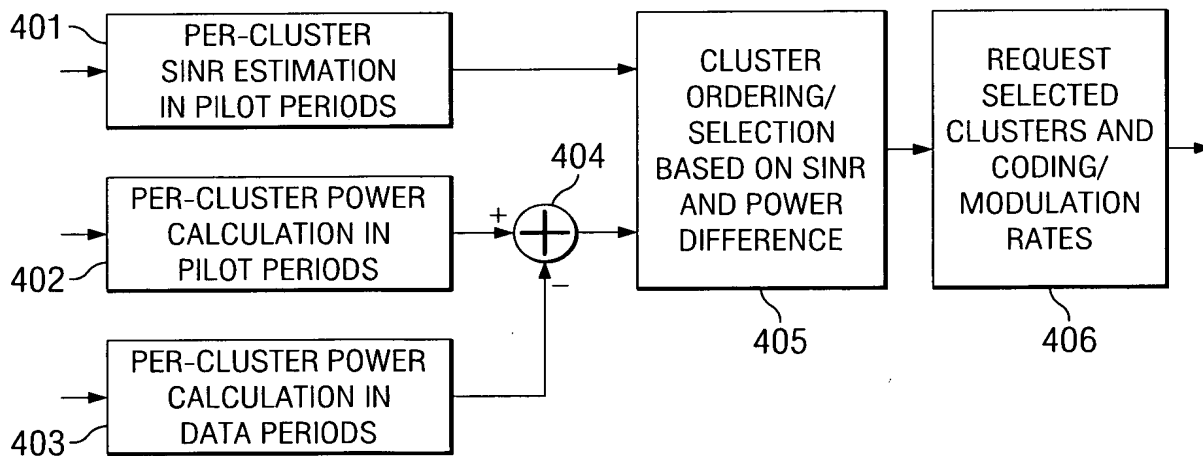 401
PER-CLUSTER
SINR ESTIMATION
IN PILOT PERIODS
402
PER-CLUSTER POWER
CALCULATION IN
PILOT PERIODS
403
PER-CLUSTER POWER
CALCULATION IN
DATA PERIODS
404
+
+
−
CLUSTER
ORDERING/
SELECTION
BASED ON SINR
AND POWER
DIFFERENCE
405
REQUEST
SELECTED
CLUSTERS AND
CODING/
MODULATION
RATES
406